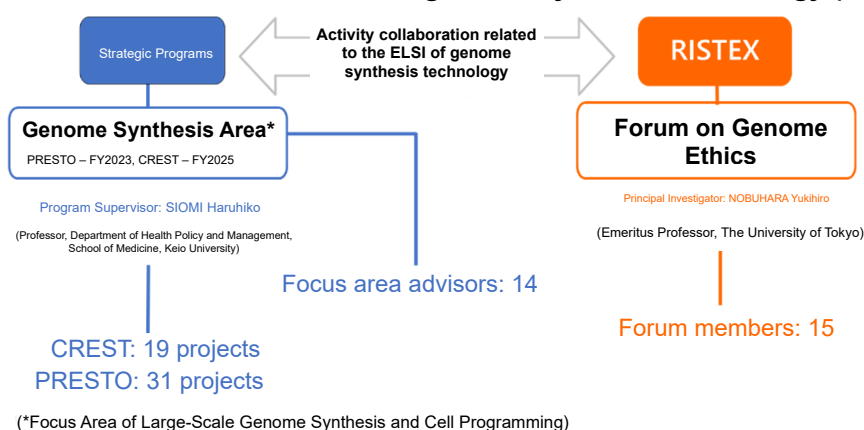 Strategic Programs
Activity collaboration related
to the ELSI of genome
synthesis technology
RISTEX
Genome Synthesis Area*
PRESTO – FY2023, CREST – FY2025
Forum on Genome
Ethics
Program Supervisor: SIOMI Haruhiko
(Professor, Department of Health Policy and Management,
School of Medicine, Keio University)
Principal Investigator: NOBUHARA Yukihiro
(Emeritus Professor, The University of Tokyo)
Focus area advisors: 14
Forum members: 15
CREST: 19 projects
PRESTO: 31 projects
(*Focus Area of Large-Scale Genome Synthesis and Cell Programming)